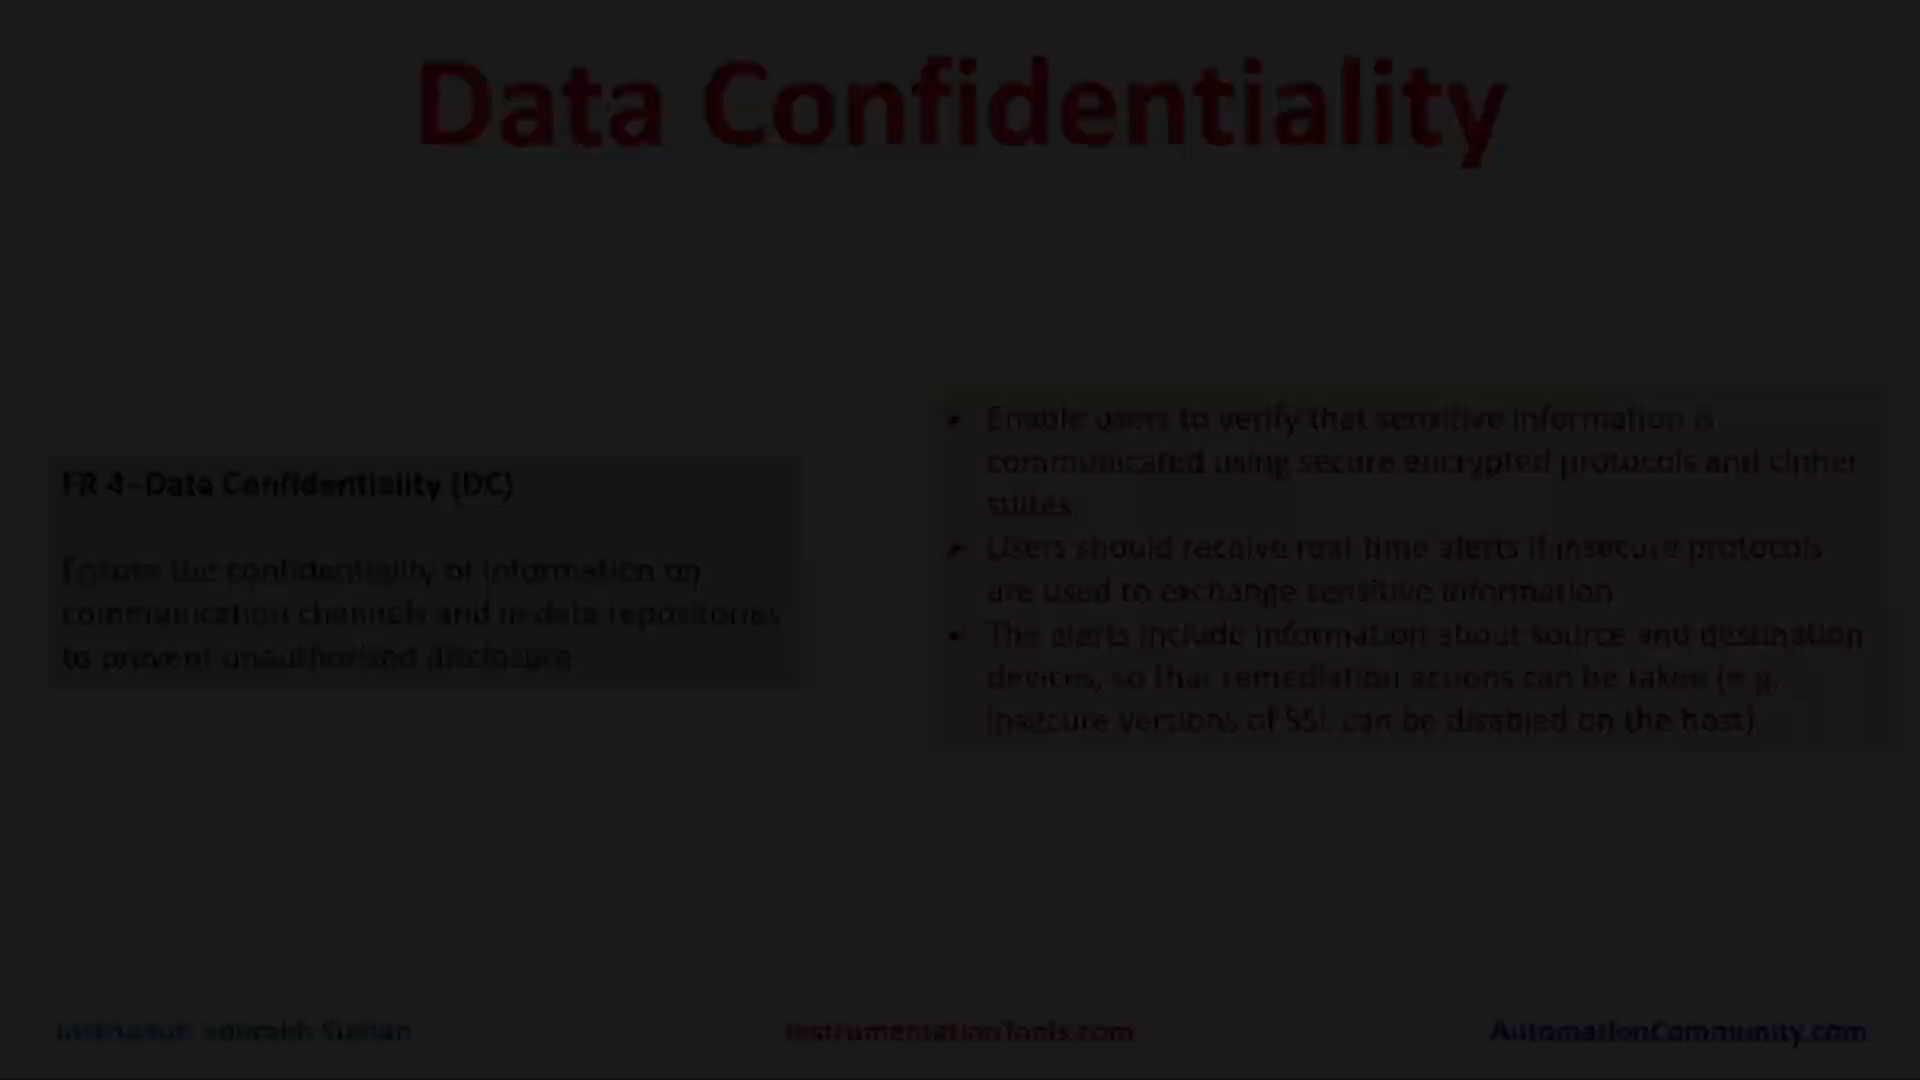 Data Confidentiality
FR 4–Data Confidentiality (DC)
Ensure the confidentiality of information on
communication channels and in data repositories
to prevent unauthorised disclosure
Enable users to verify that sensitive information is
communicated using secure encrypted protocols and cipher
suites.
Users should receive real-time alerts if insecure protocols
are used to exchange sensitive information
The alerts include information about source and destination
devices, so that remediation actions can be taken (e.g.
insecure versions of SSL can be disabled on the host)
Instructor: Suman
InstrumentationTools.com
AutomationCommunity.com